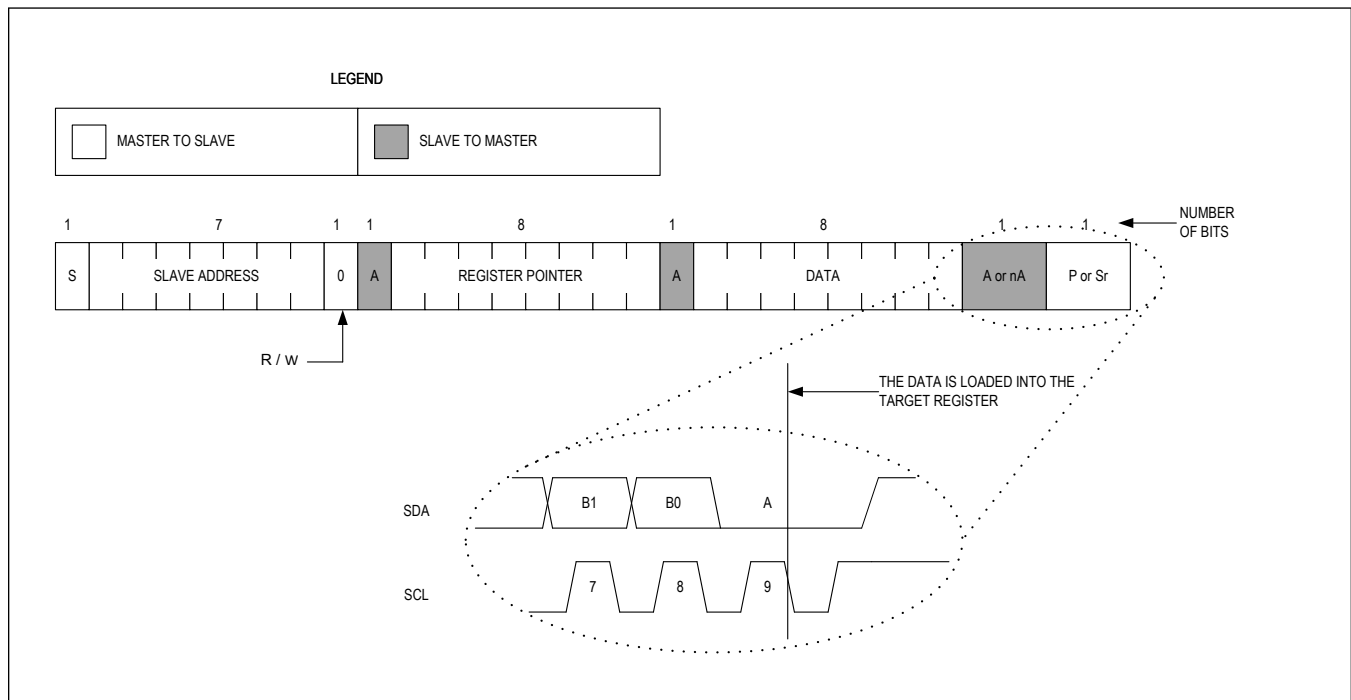 LEGEND
MASTER TO SLAVE
SLAVE TO MASTER
1 7 1 1 8 1 8 1 1
NUMBER
OF BITS
S SLAVE ADDRESS 0 A REGISTER POINTER A DATA A or nA P or Sr
R / W
THE DATA IS LOADED INTO THE
TARGET REGISTER
SDA B1 B0 A
SCL 7 8 9